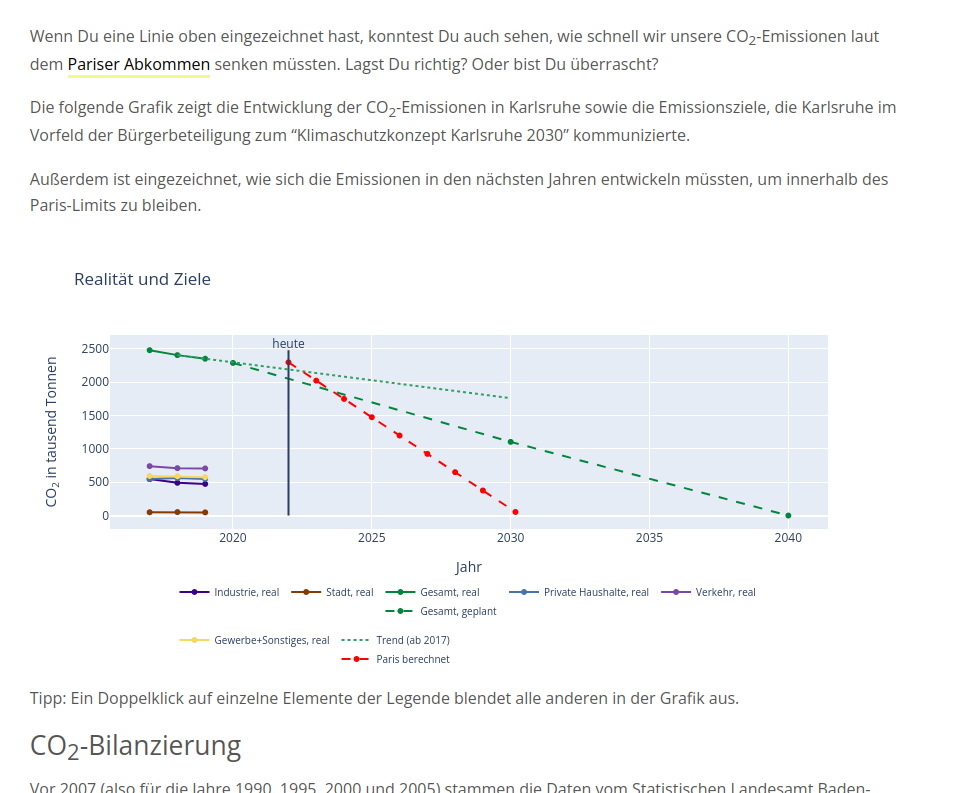 Wenn Du eine Linie oben eingezeichnet hast, konntest Du auch sehen, wie schnell wir unsere CO₂-Emissionen laut
dem Pariser Abkommen senken müssten. Lagst Du richtig? Oder bist Du überrascht?
Die folgende Grafik zeigt die Entwicklung der CO₂-Emissionen in Karlsruhe sowie die Emissionsziele, die Karlsruhe im
Vorfeld der Bürgerbeteiligung zum “Klimaschutzkonzept Karlsruhe 2030” kommunizierte.
Außerdem ist eingezeichnet, wie sich die Emissionen in den nächsten Jahren entwickeln müssten, um innerhalb des
Paris-Limits zu bleiben.
Realität und Ziele
heute
2500
2000
1500
1000
500
0
CO₂ in tausend Tonnen
2020 2025 2030 2035 2040
Jahr
Industrie, real Stadt, real Gesamt, real Private Haushalte, real Verkehr, real
Gesamt, geplant
Gewerbe+Sonstiges, real Trend (ab 2017)
Paris berechnet
Tipp: Ein Doppelklick auf einzelne Elemente der Legende blendet alle anderen in der Grafik aus.
CO₂-Bilanzierung
Vor 2007 (also für die Jahre 1990, 1995, 2000 und 2005) stammen die Daten vom Statistischen Landesamt Baden-